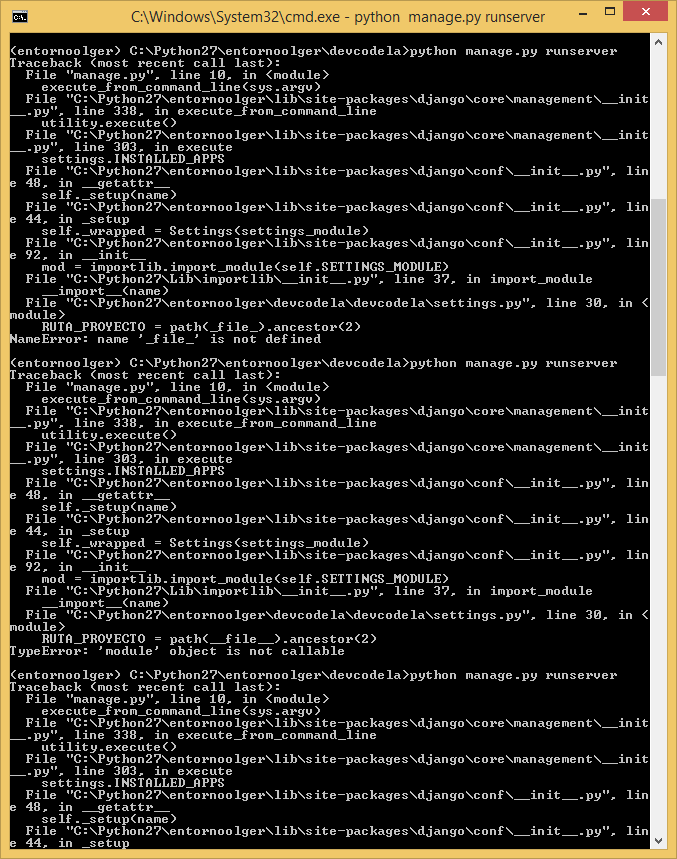 C:\Windows\System32\cmd.exe - python  manage.py runserver
(entornoolger) C:\Python27\entornoolger\devcodela>python manage.py runserver
Traceback (most recent call last):
  File "manage.py", line 10, in <module>
    execute_from_command_line(sys.argv)
  File "C:\Python27\entornoolger\lib\site-packages\django\core\management\__init
__.py", line 338, in execute_from_command_line
    utility.execute()
  File "C:\Python27\entornoolger\lib\site-packages\django\core\management\__init
__.py", line 303, in execute
    settings.INSTALLED_APPS
  File "C:\Python27\entornoolger\lib\site-packages\django\conf\__init__.py", lin
e 48, in __getattr__
    self._setup(name)
  File "C:\Python27\entornoolger\lib\site-packages\django\conf\__init__.py", lin
e 44, in _setup
    self._wrapped = Settings(settings_module)
  File "C:\Python27\entornoolger\lib\site-packages\django\conf\__init__.py", lin
e 92, in __init__
    mod = importlib.import_module(self.SETTINGS_MODULE)
  File "C:\Python27\Lib\importlib\__init__.py", line 37, in import_module
    __import__(name)
  File "C:\Python27\entornoolger\devcodela\devcodela\settings.py", line 30, in <
module>
    RUTA_PROYECTO = path(_file_).ancestor(2)
NameError: name '_file_' is not defined
(entornoolger) C:\Python27\entornoolger\devcodela>python manage.py runserver
Traceback (most recent call last):
  File "manage.py", line 10, in <module>
    execute_from_command_line(sys.argv)
  File "C:\Python27\entornoolger\lib\site-packages\django\core\management\__init
__.py", line 338, in execute_from_command_line
    utility.execute()
  File "C:\Python27\entornoolger\lib\site-packages\django\core\management\__init
__.py", line 303, in execute
    settings.INSTALLED_APPS
  File "C:\Python27\entornoolger\lib\site-packages\django\conf\__init__.py", lin
e 48, in __getattr__
    self._setup(name)
  File "C:\Python27\entornoolger\lib\site-packages\django\conf\__init__.py", lin
e 44, in _setup
    self._wrapped = Settings(settings_module)
  File "C:\Python27\entornoolger\lib\site-packages\django\conf\__init__.py", lin
e 92, in __init__
    mod = importlib.import_module(self.SETTINGS_MODULE)
  File "C:\Python27\Lib\importlib\__init__.py", line 37, in import_module
    __import__(name)
  File "C:\Python27\entornoolger\devcodela\devcodela\settings.py", line 30, in <
module>
    RUTA_PROYECTO = path(__file__).ancestor(2)
TypeError: 'module' object is not callable
(entornoolger) C:\Python27\entornoolger\devcodela>python manage.py runserver
Traceback (most recent call last):
  File "manage.py", line 10, in <module>
    execute_from_command_line(sys.argv)
  File "C:\Python27\entornoolger\lib\site-packages\django\core\management\__init
__.py", line 338, in execute_from_command_line
    utility.execute()
  File "C:\Python27\entornoolger\lib\site-packages\django\core\management\__init
__.py", line 303, in execute
    settings.INSTALLED_APPS
  File "C:\Python27\entornoolger\lib\site-packages\django\conf\__init__.py", lin
e 48, in __getattr__
    self._setup(name)
  File "C:\Python27\entornoolger\lib\site-packages\django\conf\__init__.py", lin
e 44, in _setup